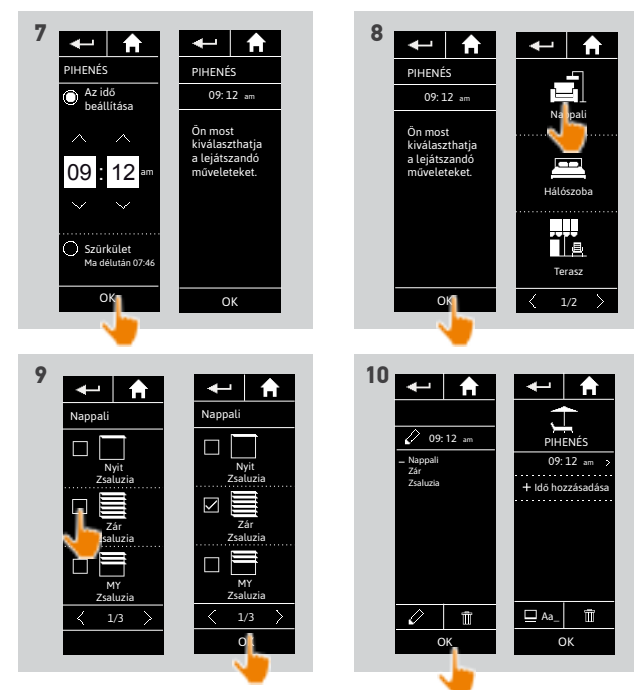 7
PIHENÉS
Az idő
beállítása
09 : 12 am
Szürkület
Ma délután 07:46
OK
PIHENÉS
09:12 am
Ön most
kiválaszthatja
a lejátszandó
műveleteket.
OK
8
PIHENÉS
09:12 am
Ön most
kiválaszthatja
a lejátszandó
műveleteket.
OK
Nappali
Hálószoba
Terasz
1/2
9
Nappali
Nyit
Zsaluzia
Zár
Zsaluzia
MY
Zsaluzia
1/3
Nappali
Nyit
Zsaluzia
Zár
Zsaluzia
MY
Zsaluzia
1/3
OK
10
09:12 am
– Nappali
Zár
Zsaluzia
OK
PIHENÉS
09:12 am
+ Idő hozzáadása
Aa_
OK